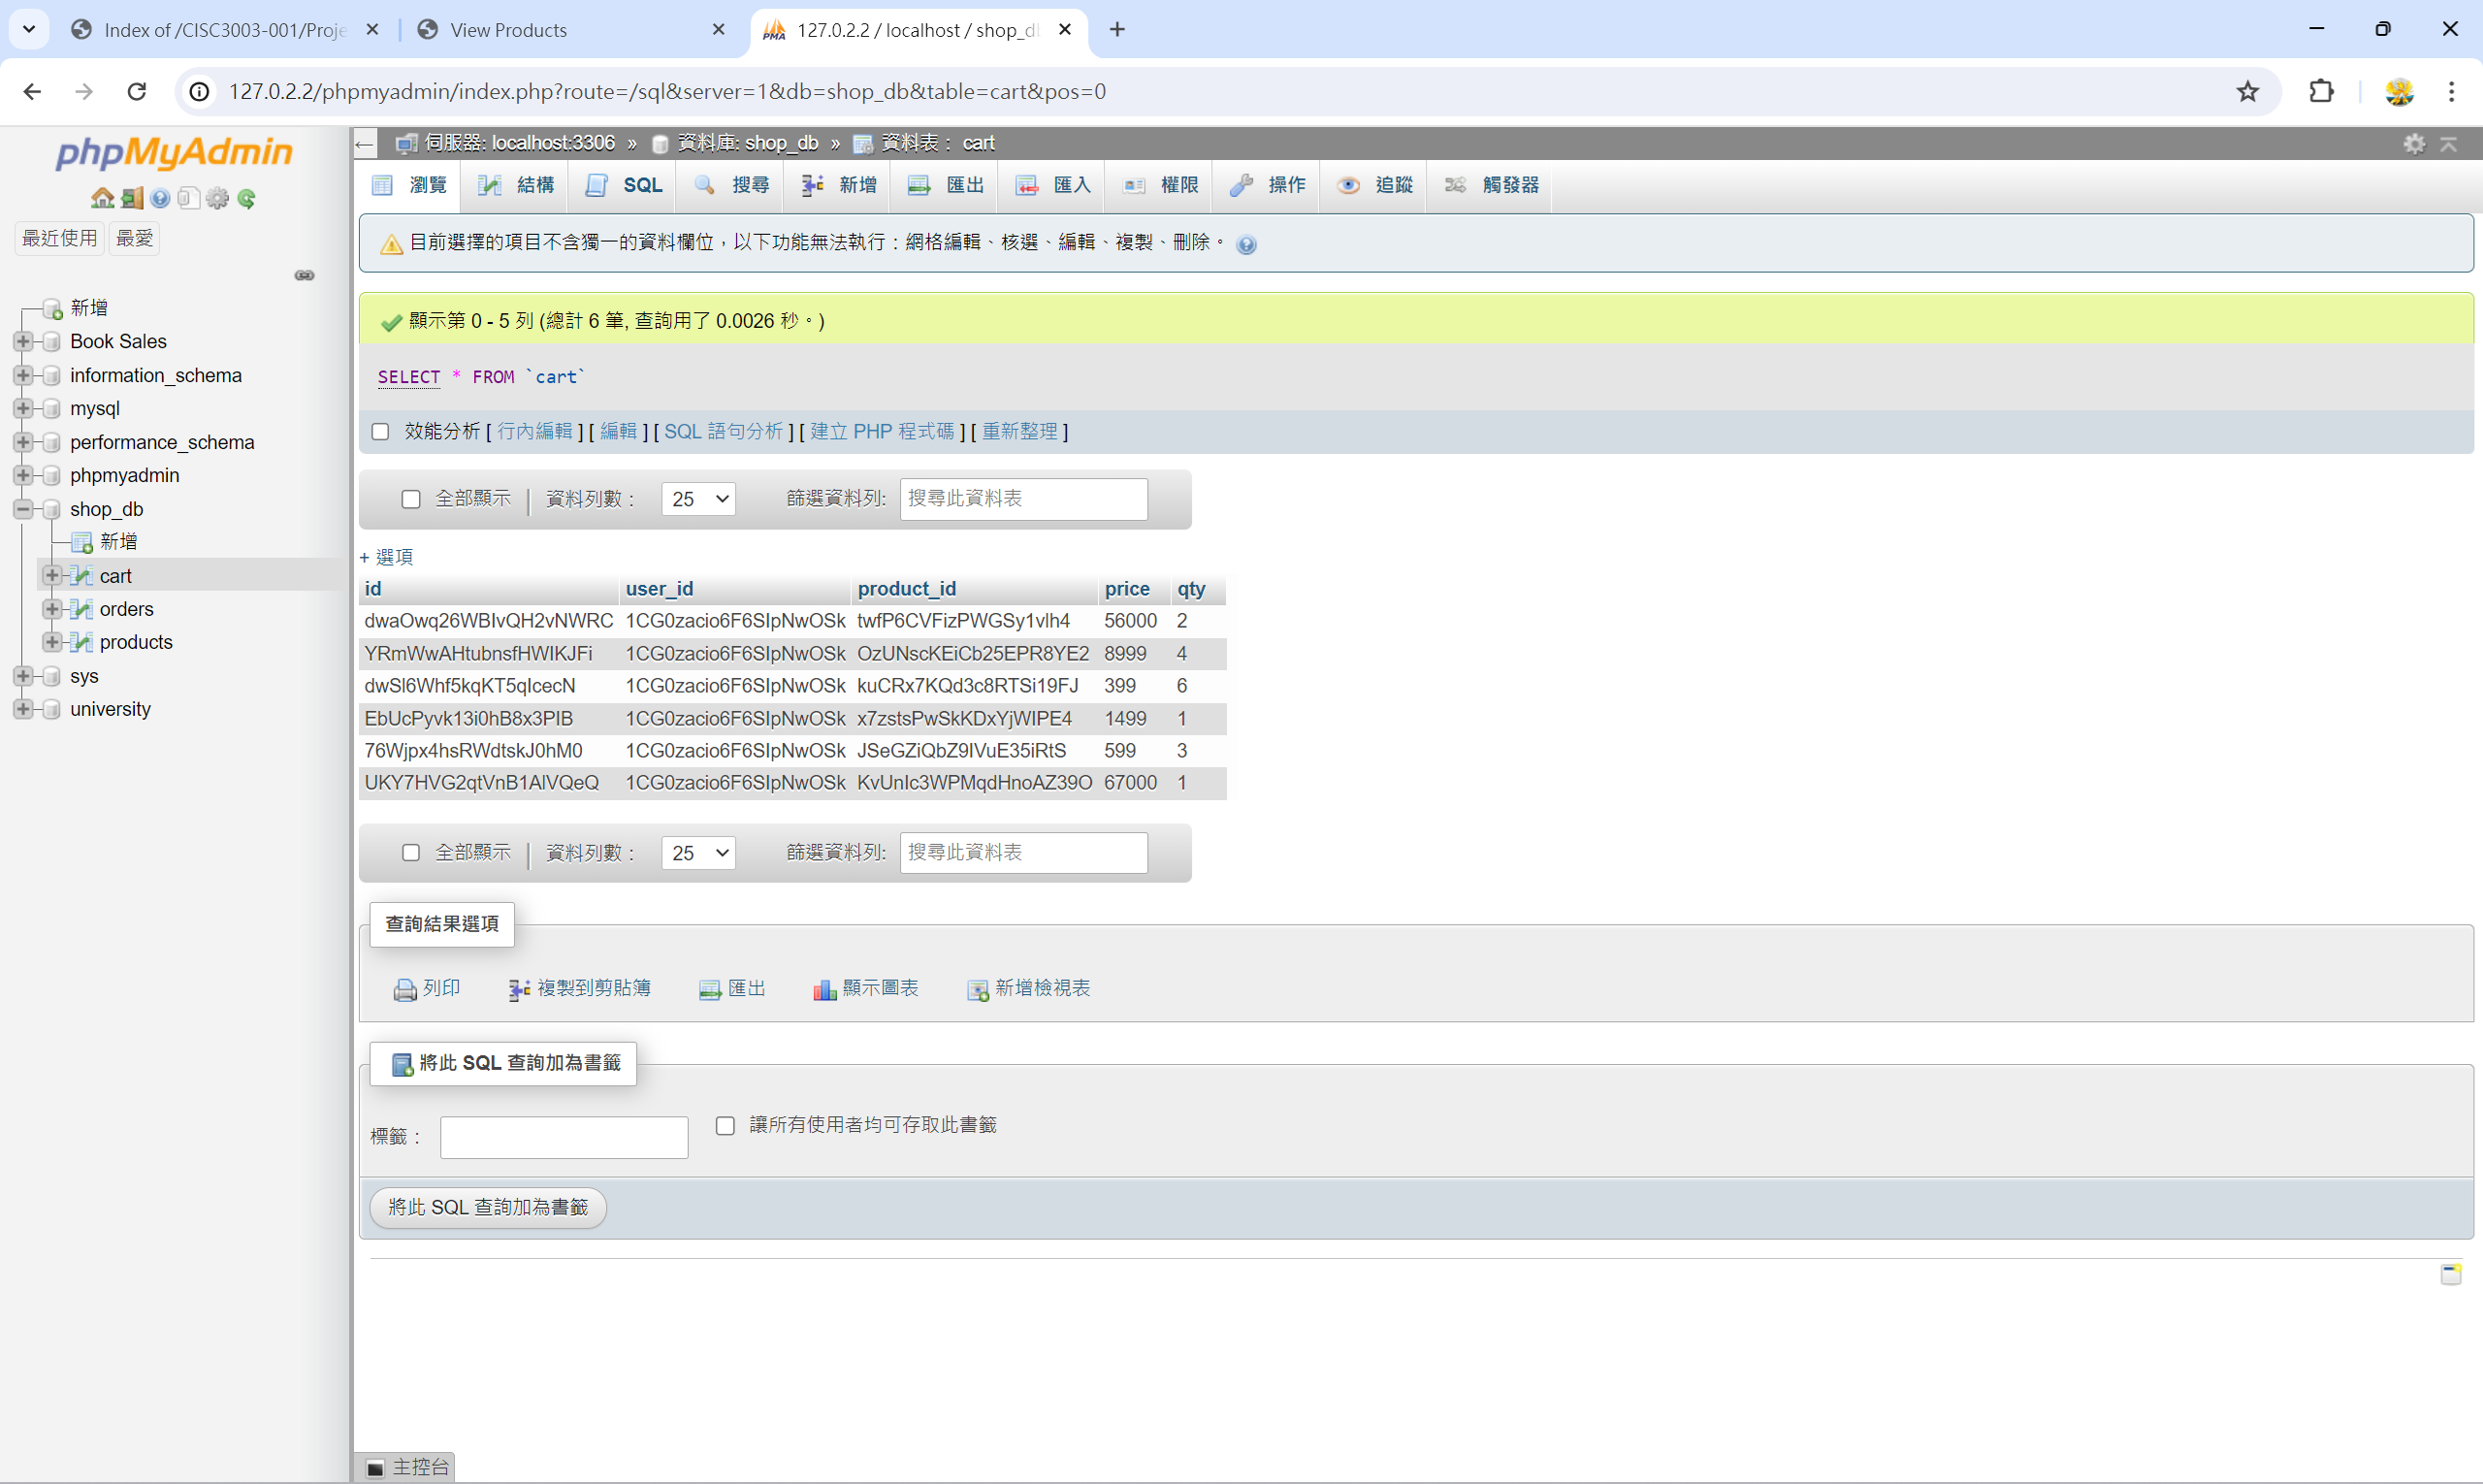 Index of /CISC3003-001/Proje
View Products
127.0.2.2 / localhost / shop_d
127.0.2.2/phpmyadmin/index.php?route=/sql&server=1&db=shop_db&table=cart&pos=0
phpMyAdmin
最近使用 最愛
新增
Book Sales
information_schema
mysql
performance_schema
phpmyadmin
shop_db
新增
cart
orders
products
sys
university
伺服器: localhost:3306 » 資料庫: shop_db » 資料表： cart
瀏覽 結構 SQL 搜尋 新增 匯出 匯入 權限 操作 追蹤 觸發器
目前選擇的項目不含獨一的資料欄位，以下功能無法執行：網格編輯、核選、編輯、複製、刪除。
顯示第 0 - 5 列 (總計 6 筆, 查詢用了 0.0026 秒。)
SELECT * FROM `cart`
效能分析 [ 行內編輯 ] [ 編輯 ] [ SQL 語句分析 ] [ 建立 PHP 程式碼 ] [ 重新整理 ]
全部顯示 | 資料列數： 25 篩選資料列: 搜尋此資料表
+ 選項
id user_id product_id price qty
dwaOwq26WBIvQH2vNWRC 1CG0zacio6F6SIpNwOSk twfP6CVFizPWGSy1vlh4 56000 2
YRmWwAHtubnsfHWIKJFi 1CG0zacio6F6SIpNwOSk OzUNscKEiCb25EPR8YE2 8999 4
dwSl6Whf5kqKT5qIcecN 1CG0zacio6F6SIpNwOSk kuCRx7KQd3c8RTSi19FJ 399 6
EbUcPyvk13i0hB8x3PIB 1CG0zacio6F6SIpNwOSk x7zstsPwSkKDxYjWIPE4 1499 1
76Wjpx4hsRWdtskJ0hM0 1CG0zacio6F6SIpNwOSk JSeGZiQbZ9IVuE35iRtS 599 3
UKY7HVG2qtVnB1AlVQeQ 1CG0zacio6F6SIpNwOSk KvUnIc3WPMqdHnoAZ39O 67000 1
全部顯示 | 資料列數： 25 篩選資料列: 搜尋此資料表
查詢結果選項
列印 複製到剪貼簿 匯出 顯示圖表 新增檢視表
將此 SQL 查詢加為書籤
標籤： 讓所有使用者均可存取此書籤
將此 SQL 查詢加為書籤
主控台